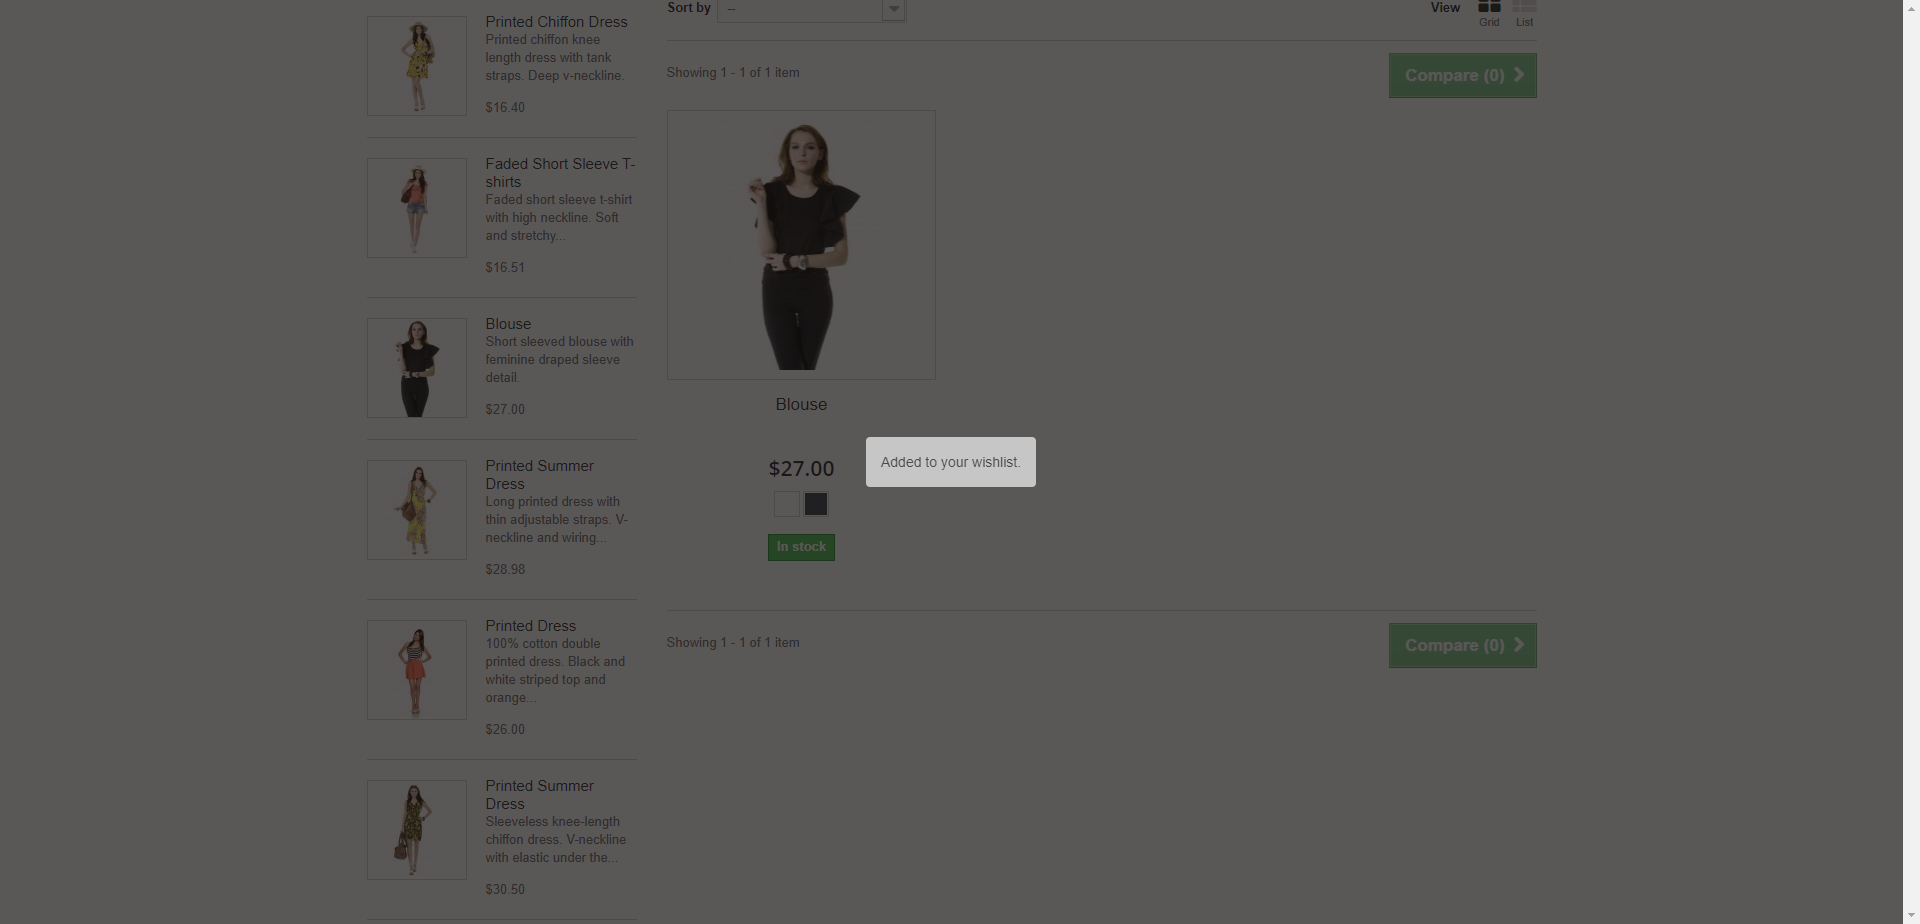 Printed Chiffon Dress
Printed chiffon knee
length dress with tank
straps. Deep v-neckline.
$16.40
Faded Short Sleeve T-
shirts
Faded short sleeve t-shirt
with high neckline. Soft
and stretchy...
$16.51
Blouse
Short sleeved blouse with
feminine draped sleeve
detail.
$27.00
Printed Summer
Dress
Long printed dress with
thin adjustable straps. V-
neckline and wiring...
$28.98
Printed Dress
100% cotton double
printed dress. Black and
white striped top and
orange...
$26.00
Printed Summer
Dress
Sleeveless knee-length
chiffon dress. V-neckline
with elastic under the...
$30.50
Sort by --
View Grid List
Showing 1 - 1 of 1 item
Compare (0)
Blouse
$27.00
In stock
Added to your wishlist.
Showing 1 - 1 of 1 item
Compare (0)